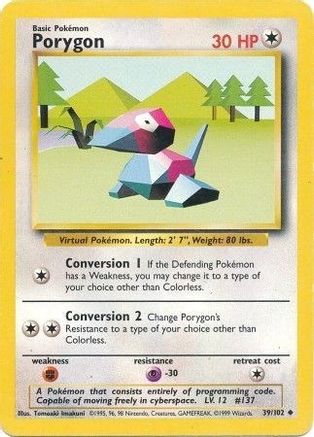 Basic Pokémon
Porygon 30 HP
Virtual Pokémon. Length: 2' 7", Weight: 80 lbs.
Conversion 1 If the Defending Pokémon
has a Weakness, you may change it to a type of
your choice other than Colorless.
Conversion 2 Change Porygon's
Resistance to a type of your choice other than
Colorless.
weakness resistance retreat cost
-30
A Pokémon that consists entirely of programming code.
Capable of moving freely in cyberspace. LV. 12 #137
Illus. Tomoaki Imakuni ©1995, 96, 98 Nintendo, Creatures, GAMEFREAK. ©1999 Wizards. 39/102